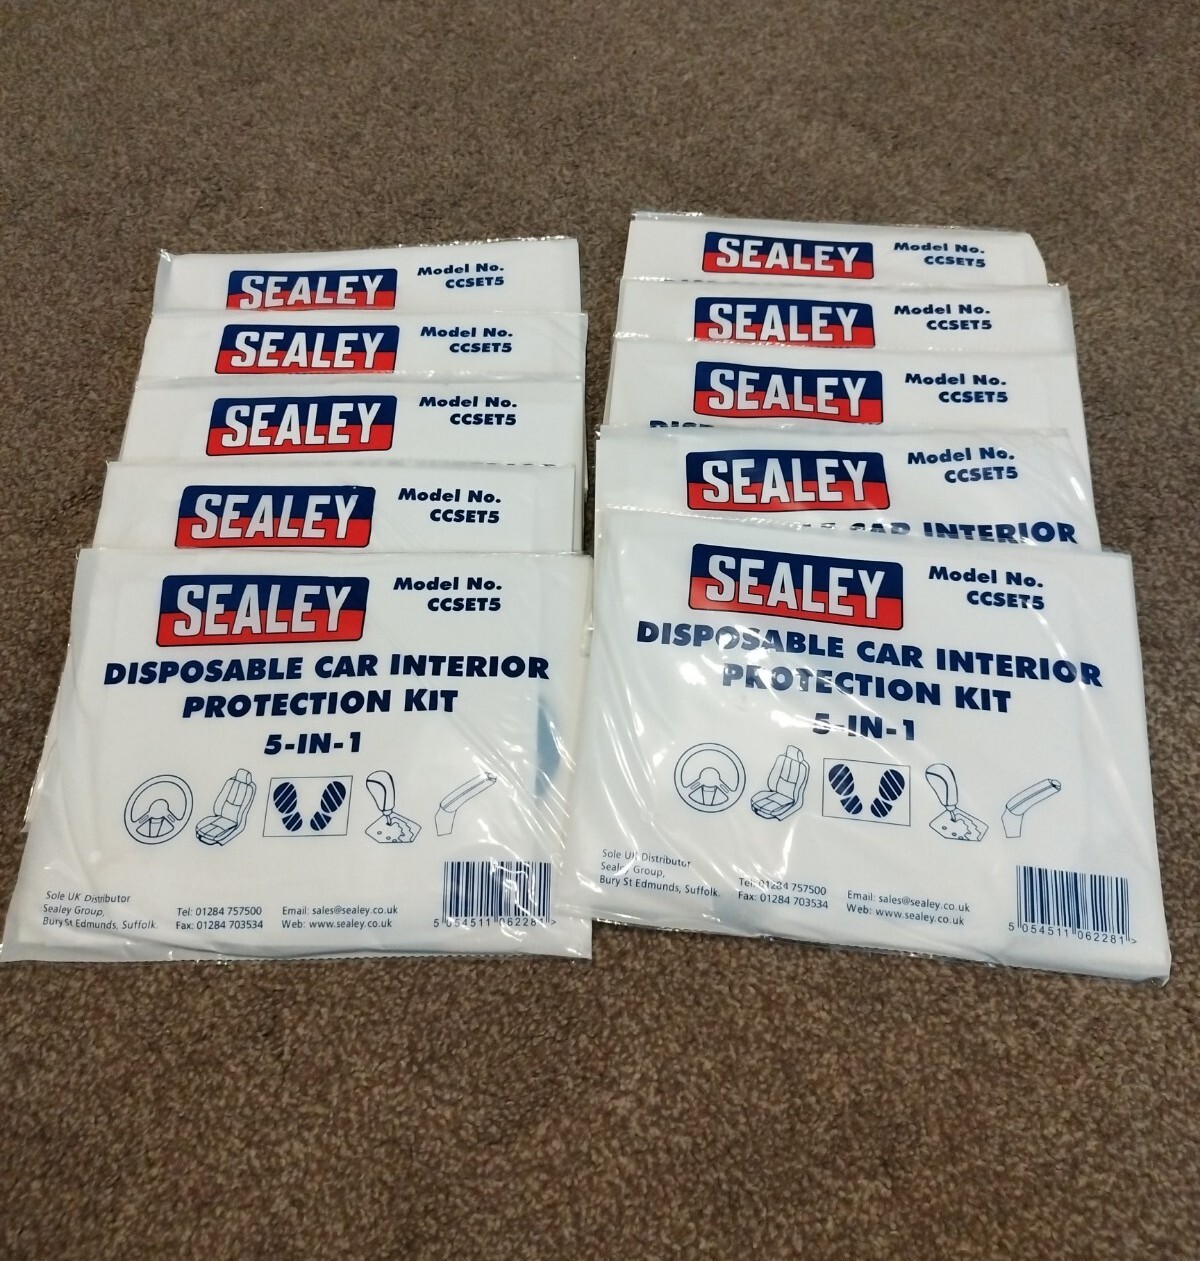 SEALEY
Model No.
CCSET5
SEALEY
Model No.
CCSET5
SEALEY
Model No.
CCSET5
SEALEY
Model No.
CCSET5
SEALEY
Model No.
CCSET5
DISPOSABLE CAR INTERIOR
PROTECTION KIT
5-IN-1
Sole UK Distributor
Sealey Group,
Bury St Edmunds, Suffolk.
Tel: 01284 757500
Fax: 01284 703534
Email: sales@sealey.co.uk
Web: www.sealey.co.uk
5 054511 062281 >
SEALEY
Model No.
CCSET5
SEALEY
Model No.
CCSET5
SEALEY
Model No.
CCSET5
SEALEY
Model No.
CCSET5
CAR INTERIOR
SEALEY
Model No.
CCSET5
DISPOSABLE CAR INTERIOR
PROTECTION KIT
5-IN-1
Sole UK Distributor
Sealey Group,
Bury St Edmunds, Suffolk.
Tel: 01284 757500
Fax: 01284 703534
Email: sales@sealey.co.uk
Web: www.sealey.co.uk
5 054511 062281 >